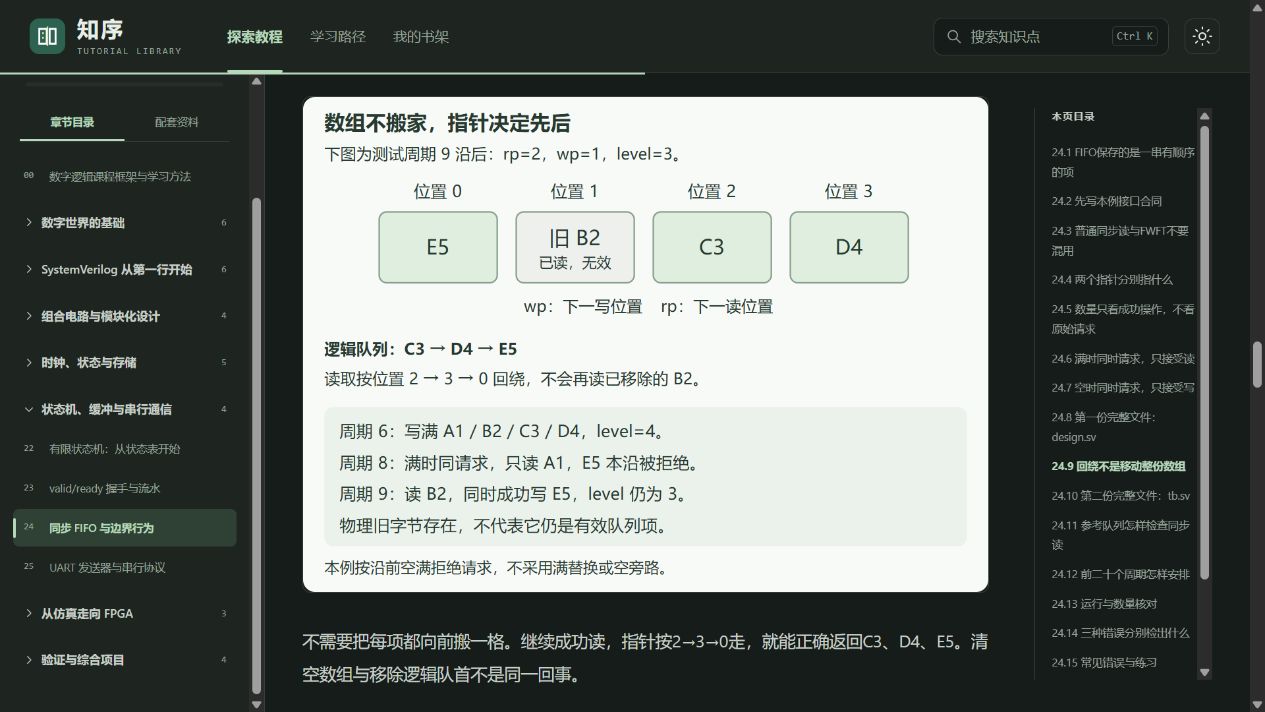 知序
TUTORIAL LIBRARY
探索教程
学习路径
我的书架
搜索知识点
Ctrl K
章节目录
配套资料
00 数字逻辑课程框架与学习方法
数字世界的基础 6
SystemVerilog 从第一行开始 6
组合电路与模块化设计 4
时钟、状态与存储 5
状态机、缓冲与串行通信 4
22 有限状态机：从状态表开始
23 valid/ready 握手与流水
24 同步 FIFO 与边界行为
25 UART 发送器与串行协议
从仿真走向 FPGA 3
验证与综合项目 4
数组不搬家，指针决定先后
下图为测试周期 9 沿后：rp=2，wp=1，level=3。
位置 0
位置 1
位置 2
位置 3
E5
旧 B2
已读，无效
C3
D4
wp：下一写位置
rp：下一读位置
逻辑队列：C3 → D4 → E5
读取按位置 2 → 3 → 0 回绕，不会再读已移除的 B2。
周期 6：写满 A1 / B2 / C3 / D4，level=4。
周期 8：满时同请求，只读 A1，E5 本沿被拒绝。
周期 9：读 B2，同时成功写 E5，level 仍为 3。
物理旧字节存在，不代表它仍是有效队列项。
本例按沿前空满拒绝请求，不采用满替换或空旁路。
不需要把每项都向前搬一格。继续成功读，指针按2→3→0走，就能正确返回C3、D4、E5。清
空数组与移除逻辑队首不是同一回事。
本页目录
24.1 FIFO保存的是一串有顺序
的项
24.2 先写本例接口合同
24.3 普通同步读与FWFT不要
混用
24.4 两个指针分别指什么
24.5 数量只看成功操作，不看
原始请求
24.6 满时同时请求，只接受读
24.7 空时同时请求，只接受写
24.8 第一份完整文件：
design.sv
24.9 回绕不是移动整份数组
24.10 第二份完整文件：tb.sv
24.11 参考队列怎样检查同步
读
24.12 前二十个周期怎样安排
24.13 运行与数量核对
24.14 三种错误分别检出什么
24.15 常见错误与练习